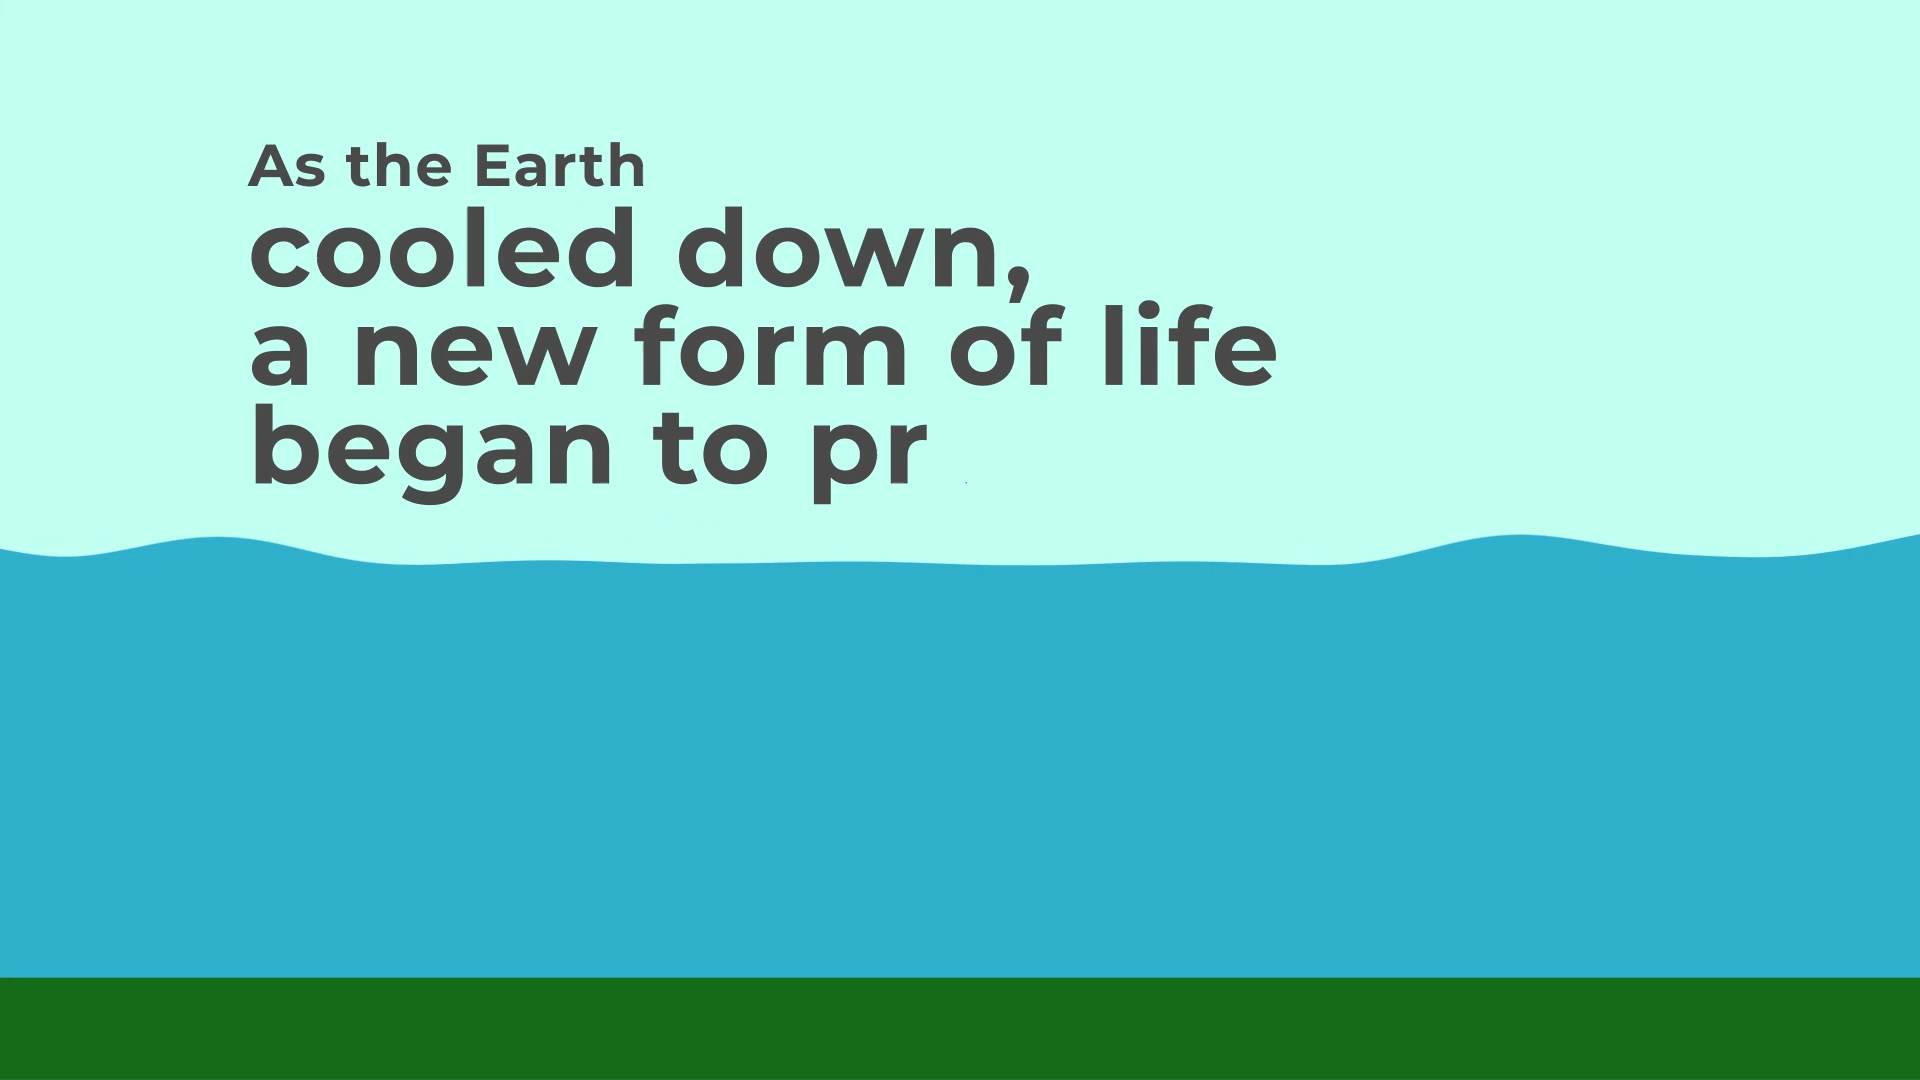 As the Earth
cooled down,
a new form of life
began to pr